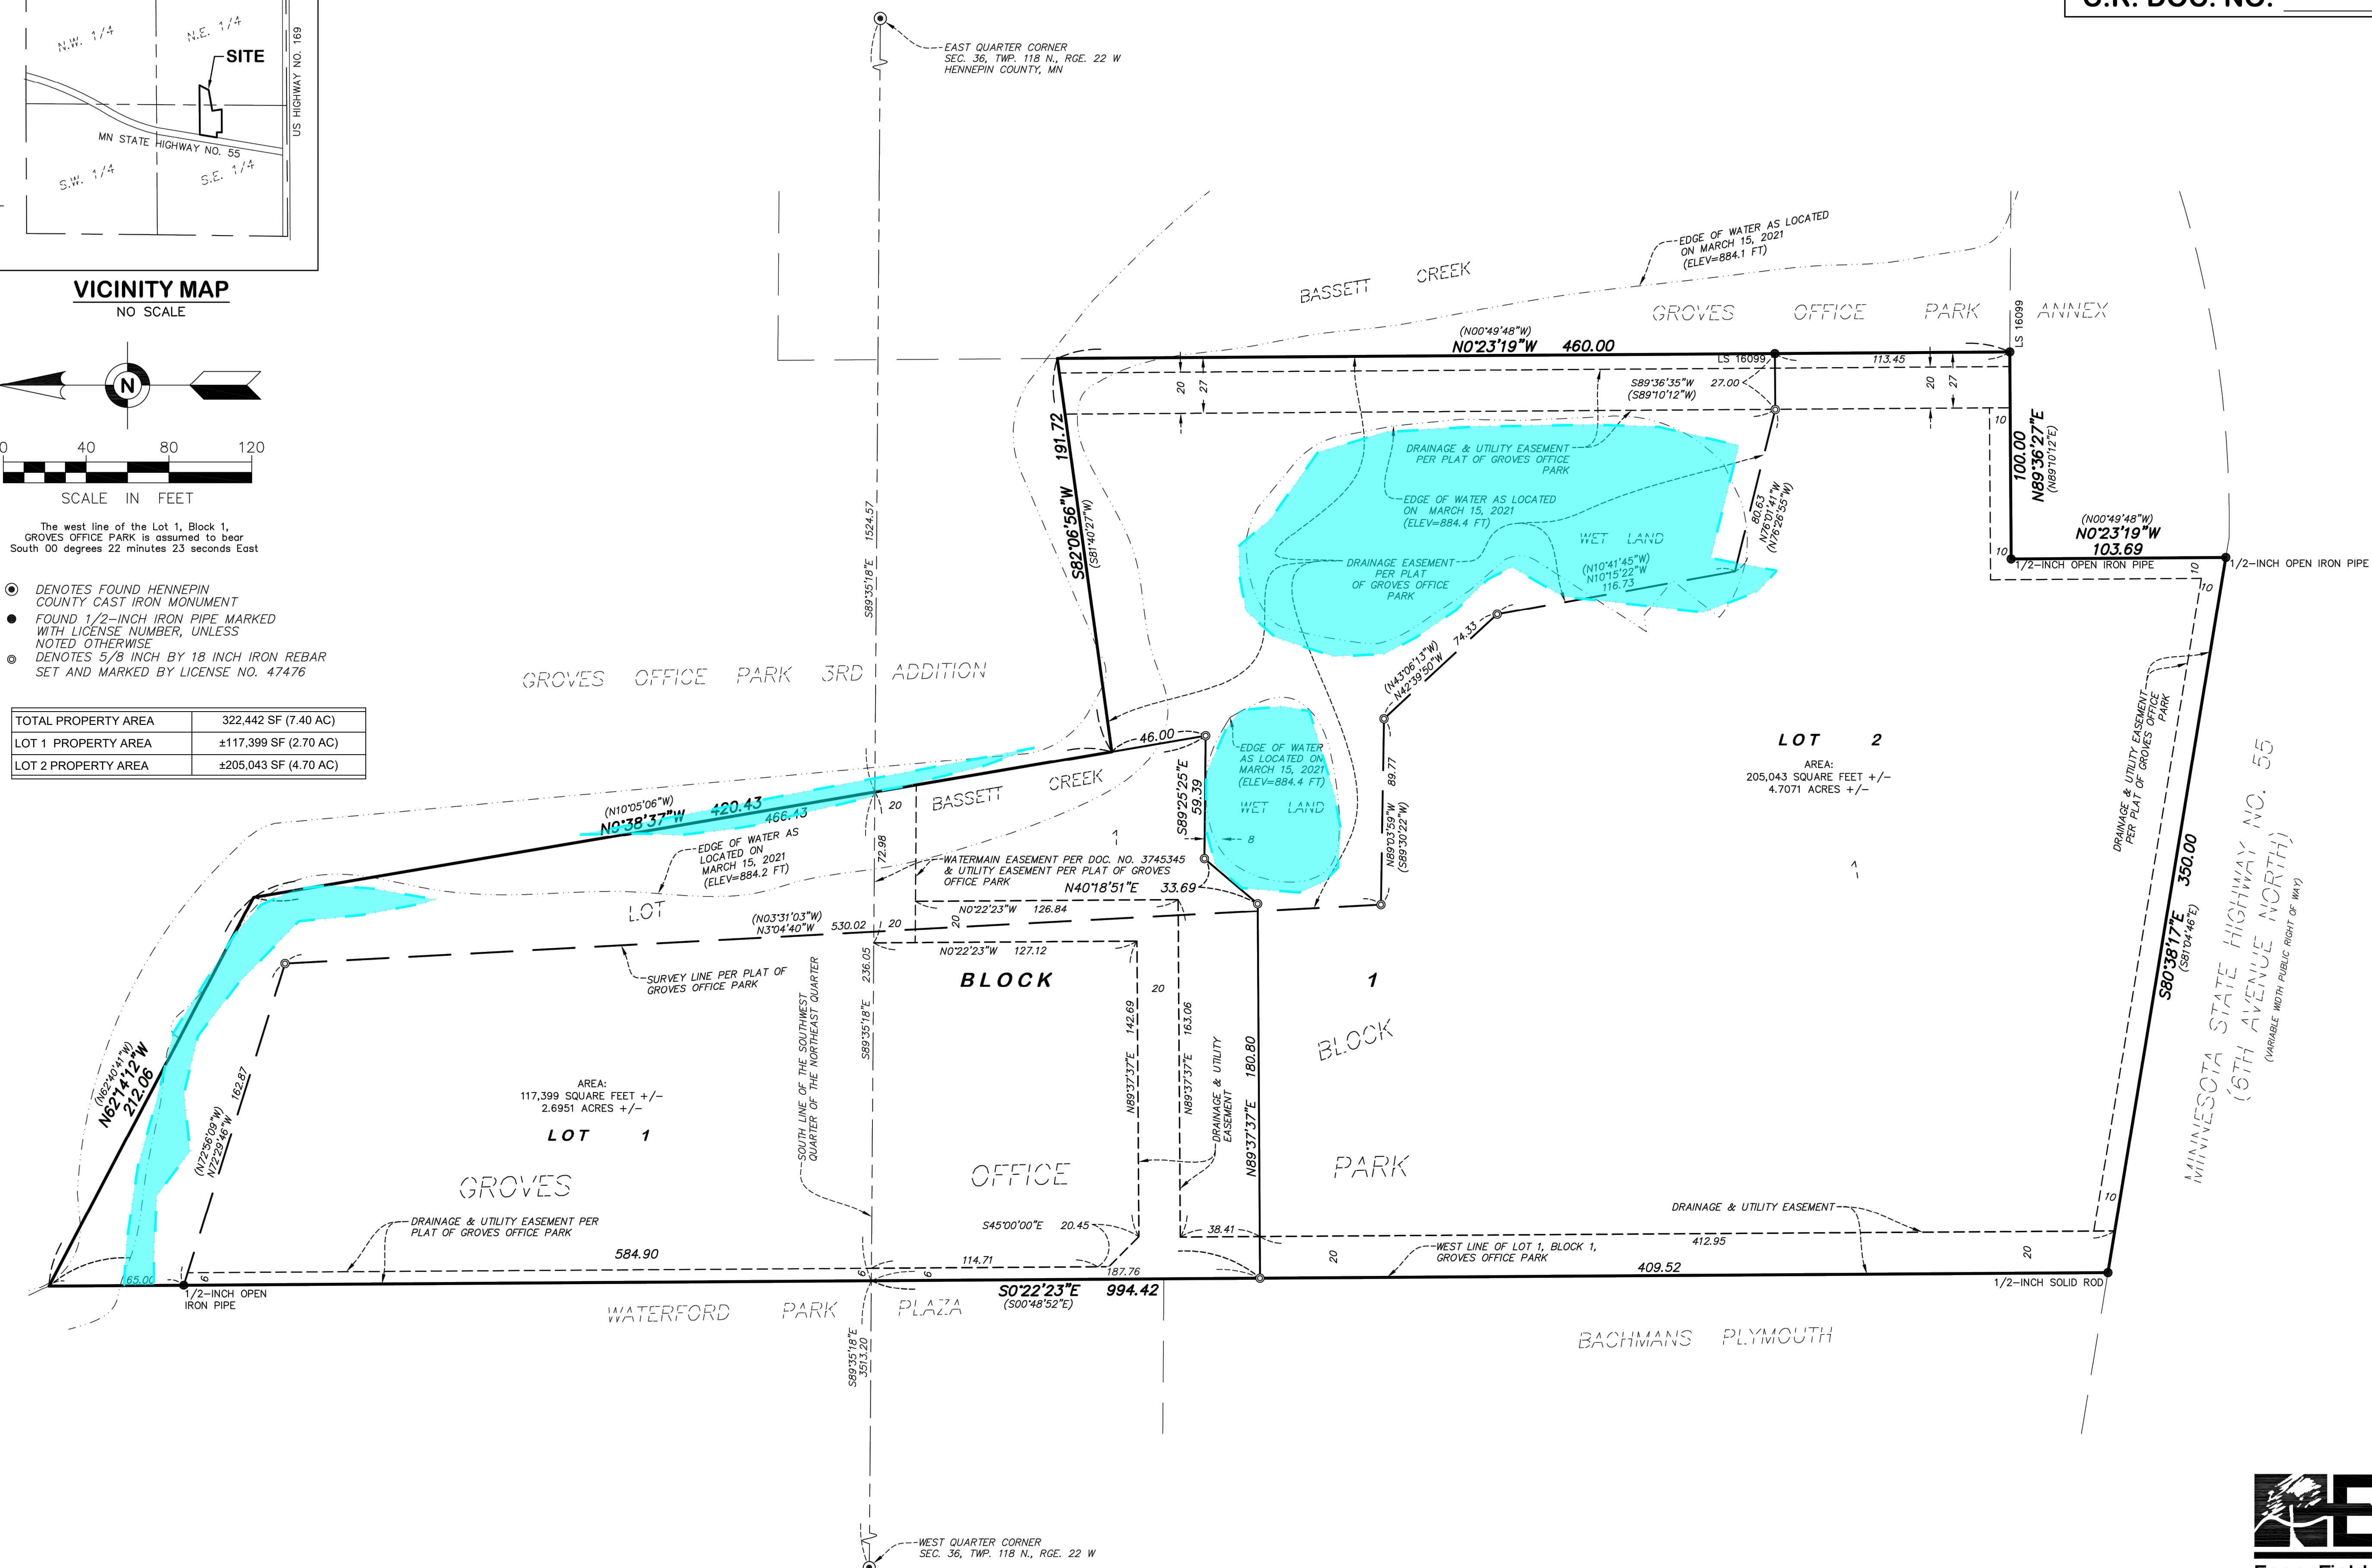 C.R. DOC. NO.
N.W. 1/4
N.E. 1/4
SITE
US HIGHWAY NO. 169
MN STATE HIGHWAY NO. 55
S.W. 1/4
S.E. 1/4
VICINITY MAP
NO SCALE
N
0 40 80 120
SCALE IN FEET
The west line of the Lot 1, Block 1,
GROVES OFFICE PARK is assumed to bear
South 00 degrees 22 minutes 23 seconds East
DENOTES FOUND HENNEPIN
COUNTY CAST IRON MONUMENT
FOUND 1/2-INCH IRON PIPE MARKED
WITH LICENSE NUMBER, UNLESS
NOTED OTHERWISE
DENOTES 5/8 INCH BY 18 INCH IRON REBAR
SET AND MARKED BY LICENSE NO. 47476
TOTAL PROPERTY AREA 322,442 SF (7.40 AC)
LOT 1 PROPERTY AREA ±117,399 SF (2.70 AC)
LOT 2 PROPERTY AREA ±205,043 SF (4.70 AC)
EAST QUARTER CORNER
SEC. 36, TWP. 118 N., RGE. 22 W
HENNEPIN COUNTY, MN
S89°35'18"E 1524.57
EDGE OF WATER AS LOCATED
ON MARCH 15, 2021
(ELEV=884.1 FT)
BASSETT CREEK
GROVES OFFICE PARK ANNEX
LS 16099
(N00°49'48"W)
N0°23'19"W 460.00
LS 16099
113.45
20
27
S89°36'35"W 27.00
(S89°10'12"W)
20
27
10
100.00
N89°36'27"E
(N89°10'12"E)
191.72
S82°06'56"W
(S81°40'27"W)
DRAINAGE & UTILITY EASEMENT
PER PLAT OF GROVES OFFICE
PARK
EDGE OF WATER AS LOCATED
ON MARCH 15, 2021
(ELEV=884.4 FT)
80.63
N76°01'41"W
(N76°26'55"W)
WET LAND
DRAINAGE EASEMENT
PER PLAT
OF GROVES OFFICE
PARK
(N10°41'45"W)
N10°15'22"W
116.73
(N00°49'48"W)
N0°23'19"W
103.69
10
1/2-INCH OPEN IRON PIPE
1/2-INCH OPEN IRON PIPE
10
10
74.33
(N43°06'13"W)
N42°39'50"W
GROVES OFFICE PARK 3RD ADDITION
46.00
EDGE OF WATER
AS LOCATED ON
MARCH 15, 2021
(ELEV=884.4 FT)
WET LAND
S89°25'25"E
59.39
8
N89°03'59"W 89.77
(S89°30'22"W)
LOT 2
AREA:
205,043 SQUARE FEET +/-
4.7071 ACRES +/-
DRAINAGE & UTILITY EASEMENT
PER PLAT OF GROVES OFFICE
PARK
S80°38'17"E 350.00
(S81°04'46"E)
MINNESOTA STATE HIGHWAY NO. 55
(6TH AVENUE NORTH)
(VARIABLE WIDTH PUBLIC RIGHT OF WAY)
(N10°05'06"W)
N9°38'37"W 420.43
466.43
20
BASSETT CREEK
EDGE OF WATER AS
LOCATED ON
MARCH 15, 2021
(ELEV=884.2 FT)
72.98
WATERMAIN EASEMENT PER DOC. NO. 3745345
& UTILITY EASEMENT PER PLAT OF GROVES
OFFICE PARK
N40°18'51"E 33.69
1
1
LOT
(N03°31'03"W)
N3°04'40"W 530.02
20
20
N0°22'23"W 126.84
N0°22'23"W 127.12
SURVEY LINE PER PLAT OF
GROVES OFFICE PARK
S89°35'18"E 236.05
SOUTH LINE OF THE SOUTHWEST
QUARTER OF THE NORTHEAST QUARTER
BLOCK 1
20
N89°37'37"E 142.69
N89°37'37"E 163.06
DRAINAGE & UTILITY
EASEMENT
N89°37'37"E 180.80
BLOCK
(N62°40'41"W)
N62°14'12"W
212.06
(N72°56'09"W)
N72°29'46"W 162.87
AREA:
117,399 SQUARE FEET +/-
2.6951 ACRES +/-
LOT 1
GROVES
OFFICE
PARK
DRAINAGE & UTILITY EASEMENT PER
PLAT OF GROVES OFFICE PARK
S45°00'00"E 20.45
38.41
DRAINAGE & UTILITY EASEMENT
10
WEST LINE OF LOT 1, BLOCK 1,
GROVES OFFICE PARK
412.95
20
20
584.90
114.71
187.76
409.52
65.00
6
6
6
1/2-INCH OPEN
IRON PIPE
1/2-INCH SOLID ROD
S0°22'23"E 994.42
(S00°48'52"E)
WATERFORD PARK PLAZA
BACHMANS PLYMOUTH
S89°35'18"E
3513.20
WEST QUARTER CORNER
SEC. 36, TWP. 118 N., RGE. 22 W
E